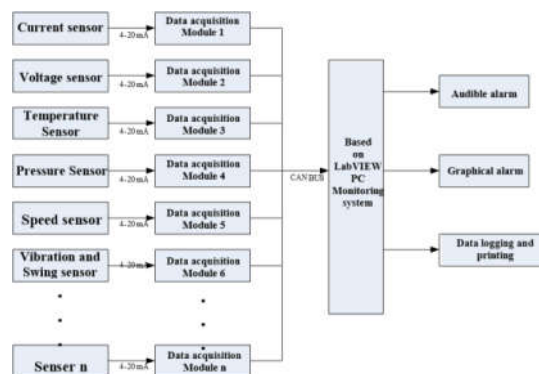 Current sensor
4-20mA
Data acquisition
Module 1
Voltage sensor
4-20mA
Data acquisition
Module 2
Temperature
Sensor
4-20mA
Data acquisition
Module 3
Pressure Sensor
4-20mA
Data acquisition
Module 4
Speed sensor
4-20mA
Data acquisition
Module 5
Vibration and
Swing sensor
4-20mA
Data acquisition
Module 6
Senser n
4-20mA
Data acquisition
Module n
CAN BUS
Based
on
LabVIEW
PC
Monitoring
system
Audible alarm
Graphical alarm
Data logging and
printing